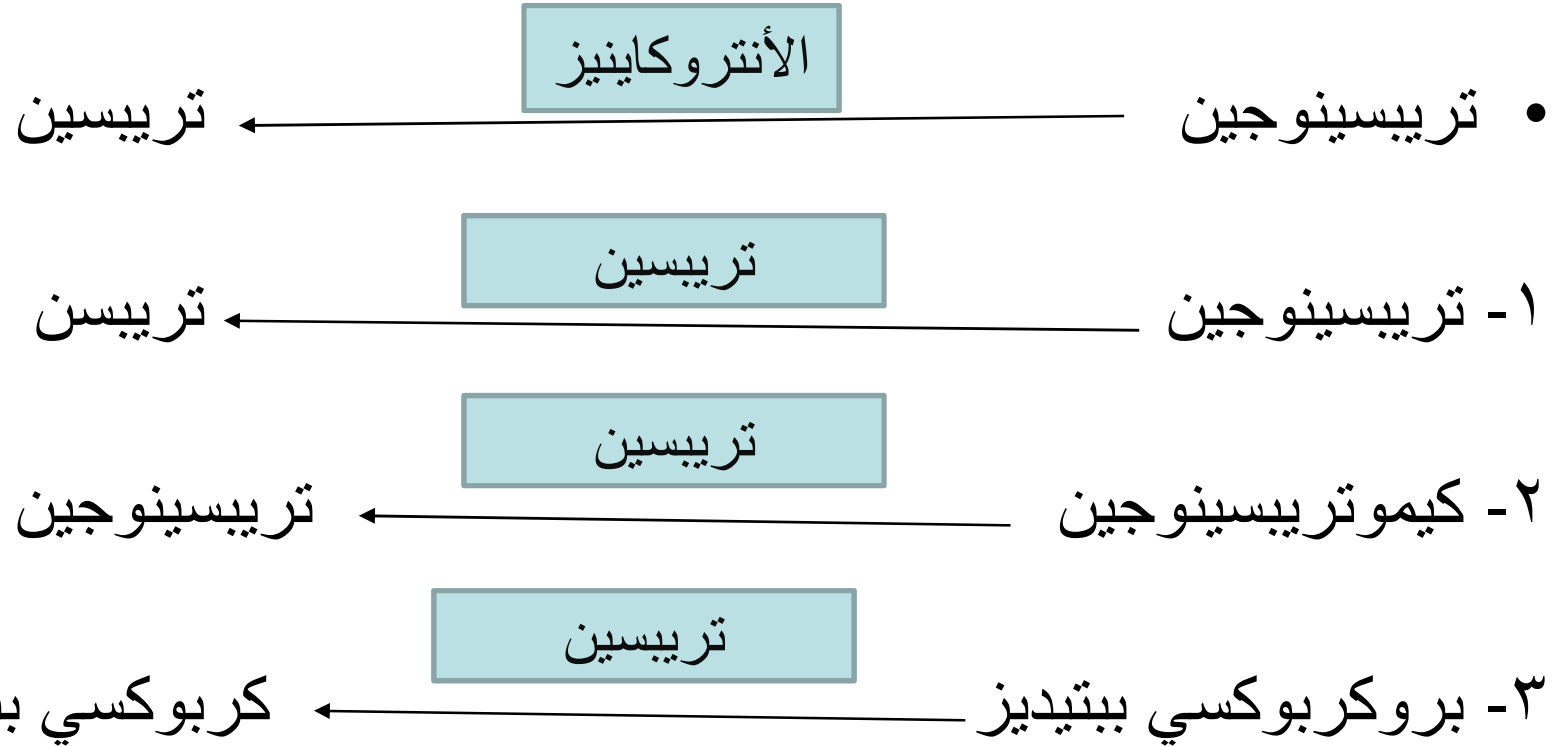 الأنتروكاينيز
• تريبسينوجين تريبسين
تريبسين
١- تريبسينوجين تريبسن
تريبسين
٢- كيموتريبسينوجين تريبسينوجين
تريبسين
٣- بروكربوكسي ببتيديز كربوكسي